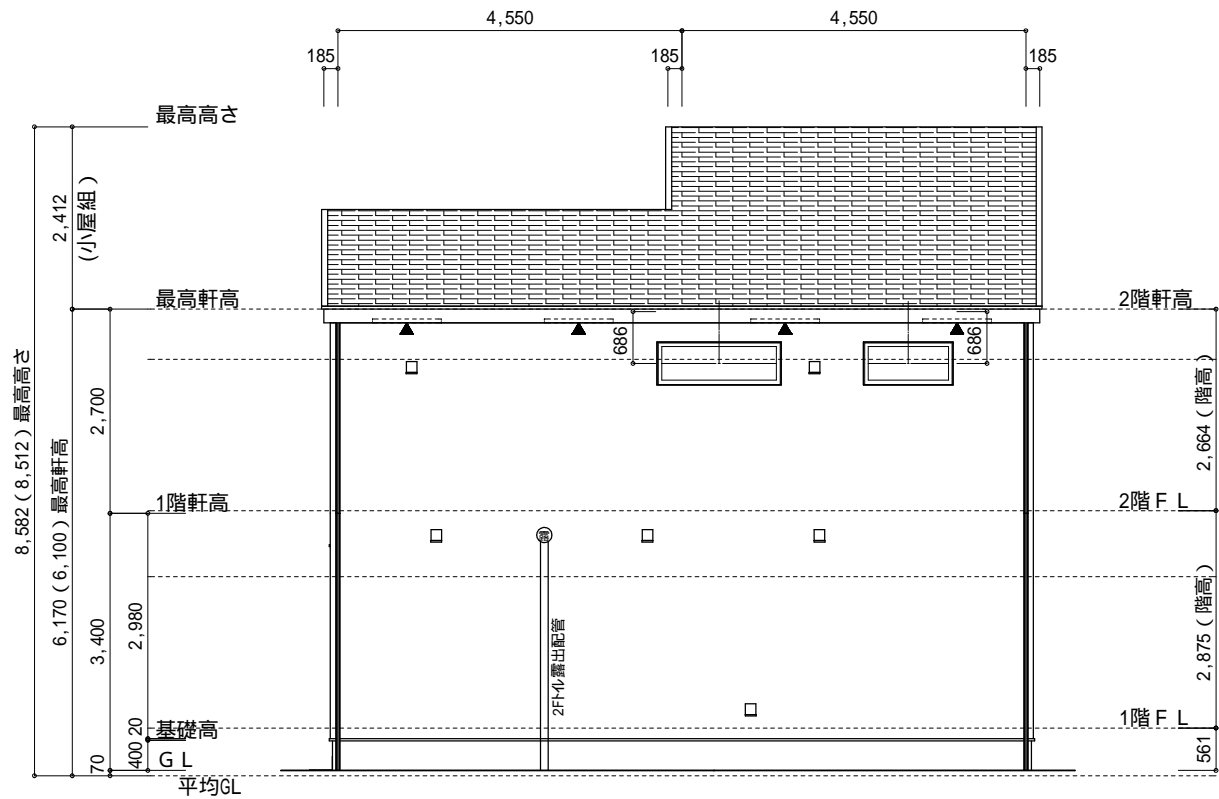 4,550
4,550
185
185
185
最高高さ
2,412
(小屋組)
最高軒高
2階軒高
686
686
8,582(8,512)最高高さ
6,170(6,100)最高軒高
2,700
2,664(階高)
1階軒高
2階FL
3,400
2,980
2,875(階高)
2Fﾄｲﾚ露出配管
基礎高
1階FL
20
400
GL
561
70
平均GL